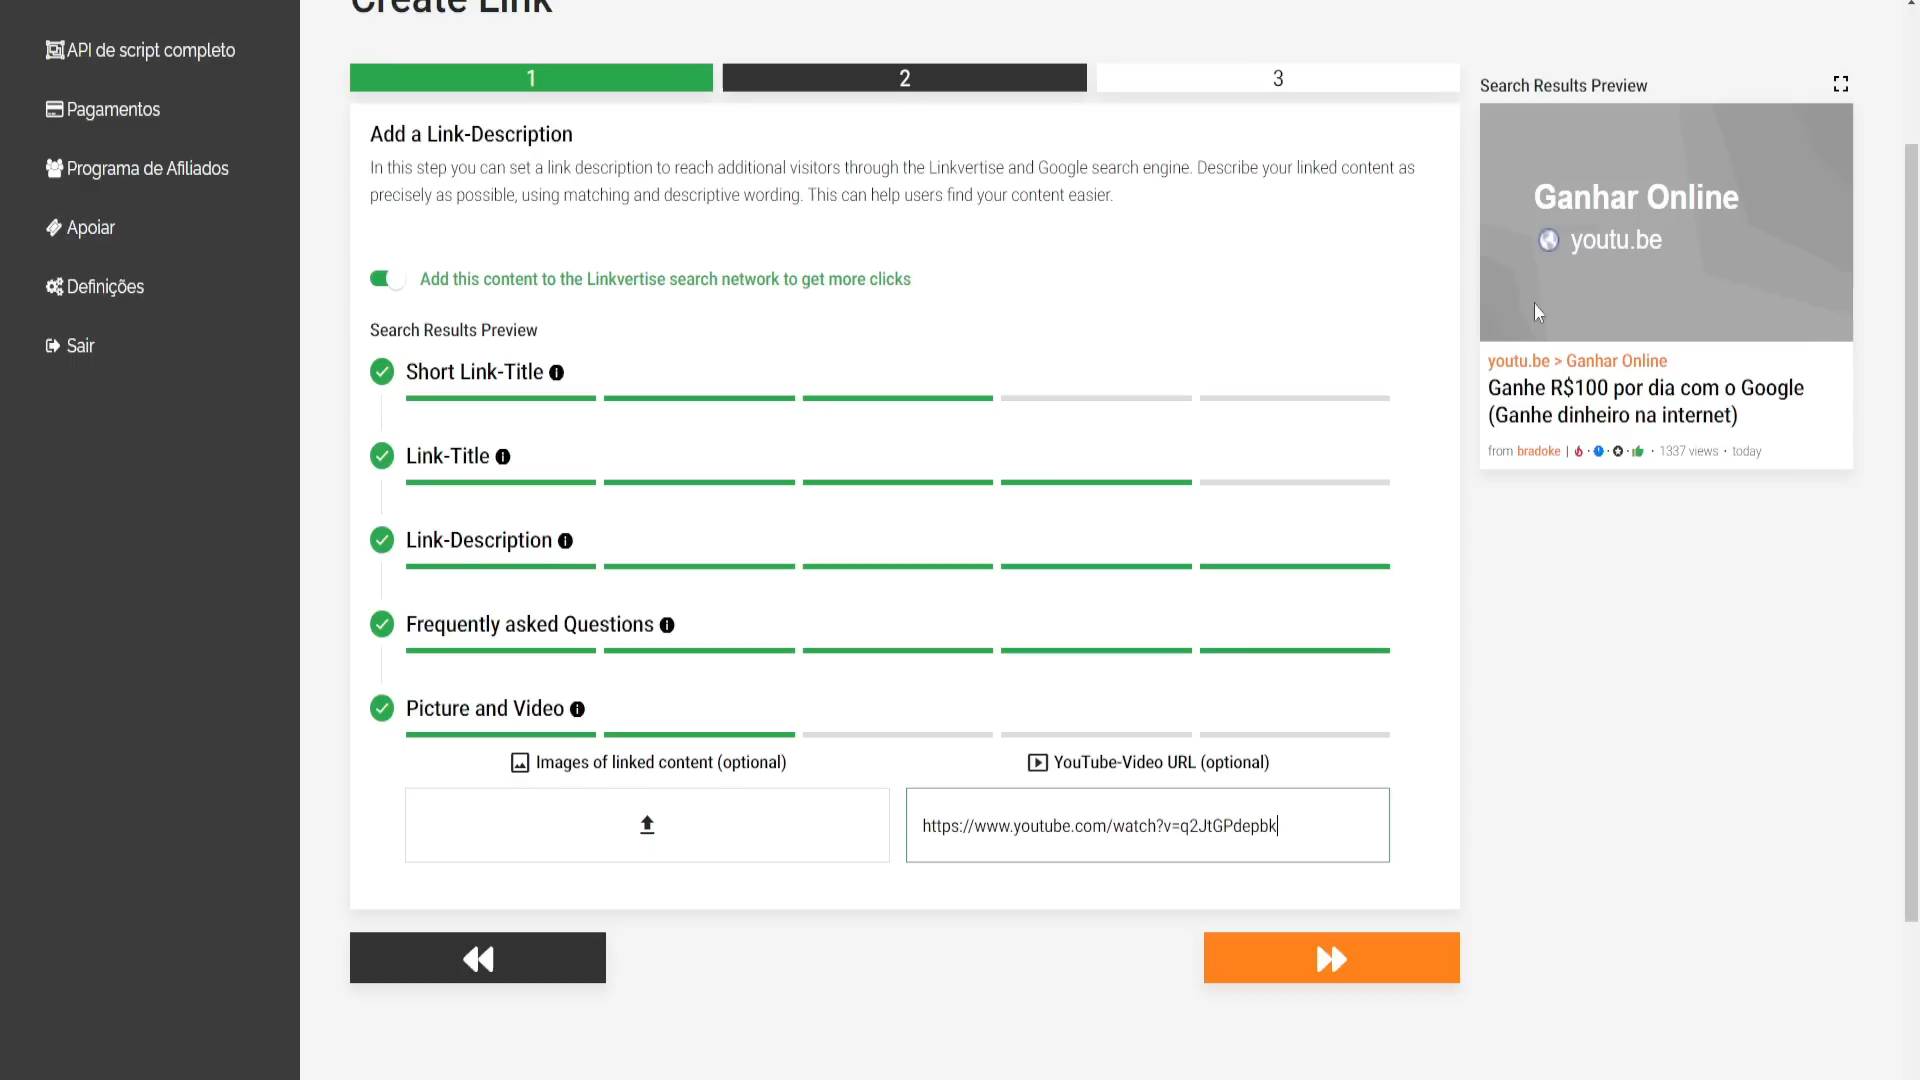 Create Link
API de script completo
Pagamentos
Programa de Afiliados
Apoiar
Definições
Sair
1
2
3
Add a Link-Description
In this step you can set a link description to reach additional visitors through the Linkvertise and Google search engine. Describe your linked content as
precisely as possible, using matching and descriptive wording. This can help users find your content easier.
Add this content to the Linkvertise search network to get more clicks
Search Results Preview
Short Link-Title
Link-Title
Link-Description
Frequently asked Questions
Picture and Video
Images of linked content (optional)
YouTube-Video URL (optional)
https://www.youtube.com/watch?v=q2JtGPdepbk
Search Results Preview
Ganhar Online
youtu.be
youtu.be > Ganhar Online
Ganhe R$100 por dia com o Google
(Ganhe dinheiro na internet)
from bradoke | · · · · 1337 views · today